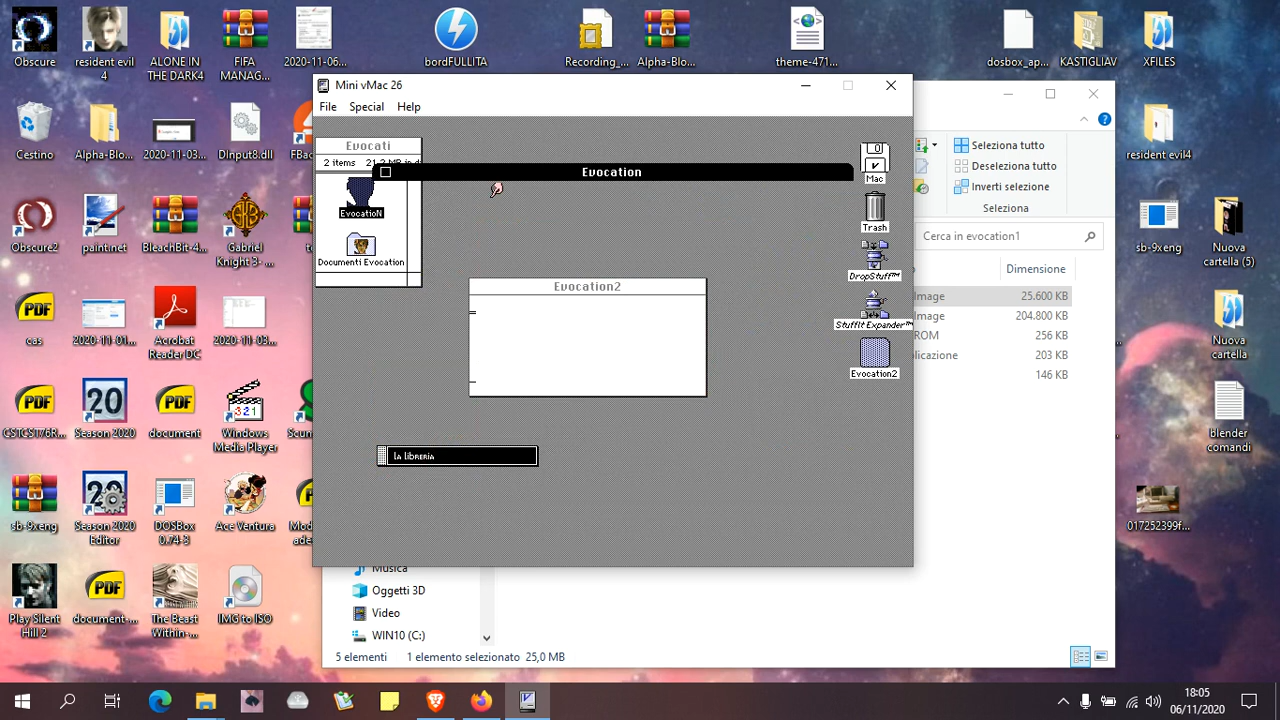 Obscure
resident evil 4
ALONE IN THE DARK4
FIFA MANAG...
2020-11-06...
bordFULLITA
Recording_...
Alpha-Blo...
theme-471...
dosbox_ap...
KASTIGLIAV
XFILES
Mini vMac 26
File Special Help
Evocati
2 items
Evocation
EvocatioN
Documenti Evocation
Evocation2
la libreria
Mac
Trash
DropStuff™
StuffIt Expander™
Evocation2
Seleziona tutto
Deseleziona tutto
Inverti selezione
Seleziona
Cerca in evocation1
Dimensione
Image 25.600 KB
Image 204.800 KB
ROM 256 KB
plicazione 203 KB
146 KB
Musica
Oggetti 3D
Video
WIN10 (C:)
5 elementi 1 elemento selezionato 25,0 MB
Cestino
Alpha-Blo...
2020-11-03...
DInput8.dll
FBac
resident evil4
Obscure2
paint.net
BleachBit-4...
Gabriel Knight 3- ...
sb-9xeng
Nuova cartella (5)
cas
2020-11-01...
Acrobat Reader DC
2020-11-03...
Nuova cartella
CSTCST76R...
Season 2020
document
Windows Media Player
Scum
blender comandi
sb-9xeng
Season 2020 Editor
DOSBox 0.74-3
Ace Ventura
017252399f...
Play Silent Hill 2
document-...
The Beast Within-...
IMG to ISO
18:05
06/11/2020